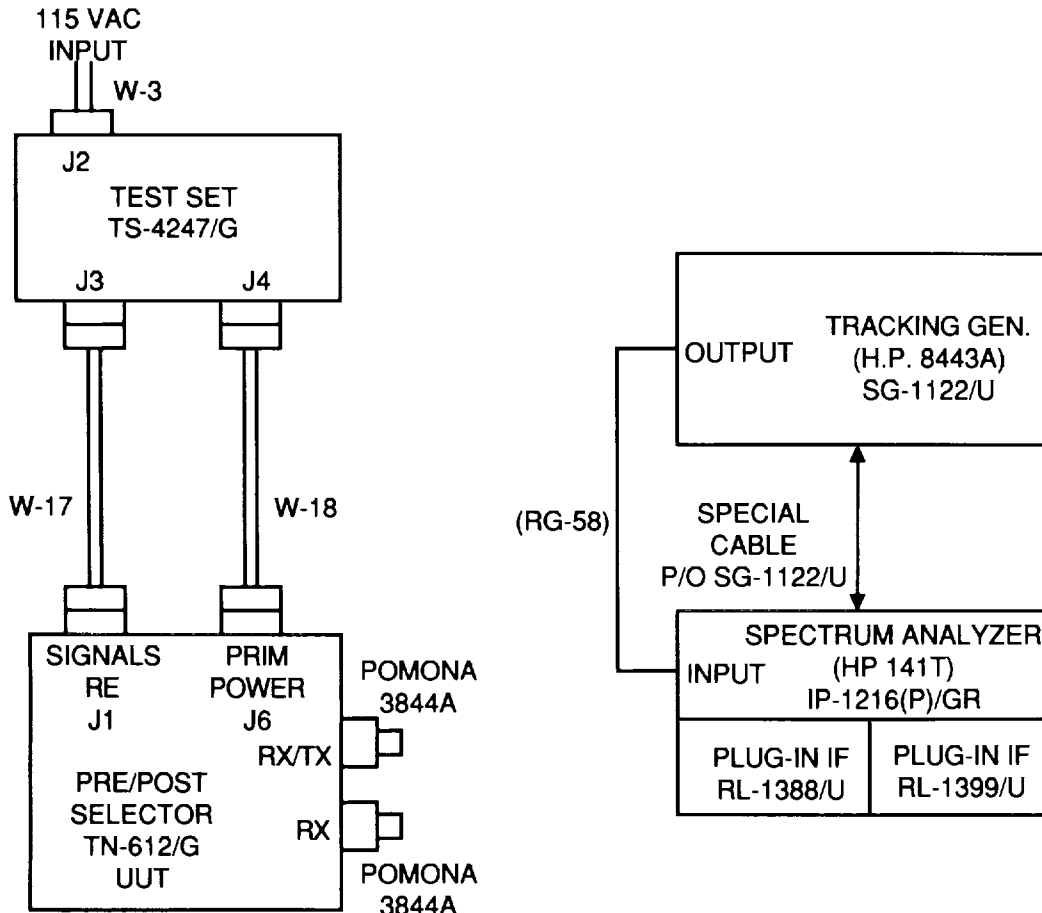 115 VAC
INPUT
W-3
J2
TEST SET
TS-4247/G
J3
J4
W-17
W-18
SIGNALS
RE
J1
PRIM
POWER
J6
RX/TX
RX
PRE/POST
SELECTOR
TN-612/G
UUT
POMONA
3844A
POMONA
3844A
OUTPUT
TRACKING GEN.
(H.P. 8443A)
SG-1122/U
(RG-58)
SPECIAL
CABLE
P/O SG-1122/U
SPECTRUM ANALYZER
(HP 141T)
IP-1216(P)/GR
INPUT
PLUG-IN IF
RL-1388/U
PLUG-IN IF
RL-1399/U